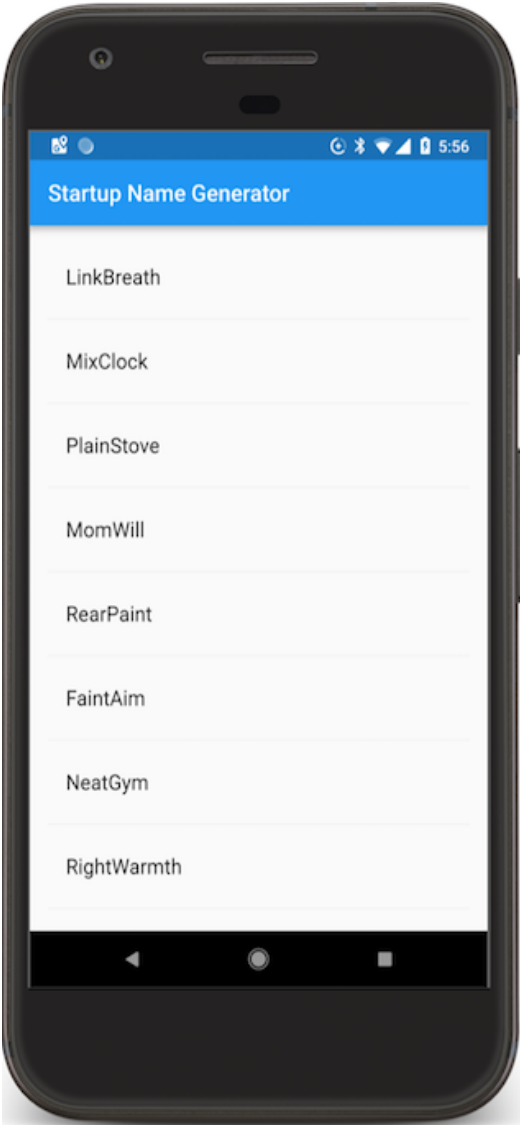 5:56
Startup Name Generator
LinkBreath
MixClock
PlainStove
MomWill
RearPaint
FaintAim
NeatGym
RightWarmth